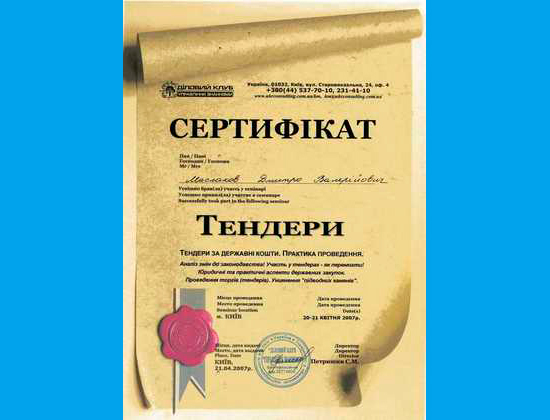 ДІЛОВИЙ КЛУБ
УПРАВЛІННЯ ЗНАННЯМИ
Україна, 01032, Київ, вул. Старовокзальна, 24, оф. 4
+380(44) 537-70-10, 231-41-10
СЕРТИФІКАТ
Пан / Пані
Господин / Госпожа
Mr / Mrs
Маслаков Дмитро Валерійович
Успішно брав(ла) участь у семінарі
Успешно принял(а) участие в семинаре
Successfully took part in the following seminar
ТЕНДЕРИ
ТЕНДЕРИ ЗА ДЕРЖАВНІ КОШТИ. ПРАКТИКА ПРОВЕДЕННЯ.
Аналіз змін до законодавства! Участь у тендерах - як перемогти!
Юридичні та практичні аспекти державних закупок.
Проведення торгів (тендерів). Уникнення "підводних каменів".
Місце проведення Дата проведення
Место проведения Дата проведения
Seminar location Date(s)
м. КИЇВ 20-21 КВІТНЯ 2007р.
Місце, дата видачі Директор
Место, дата выдачи Директор
Place, Date Director
КИЇВ, Петришин С.М.
21.04.2007р.